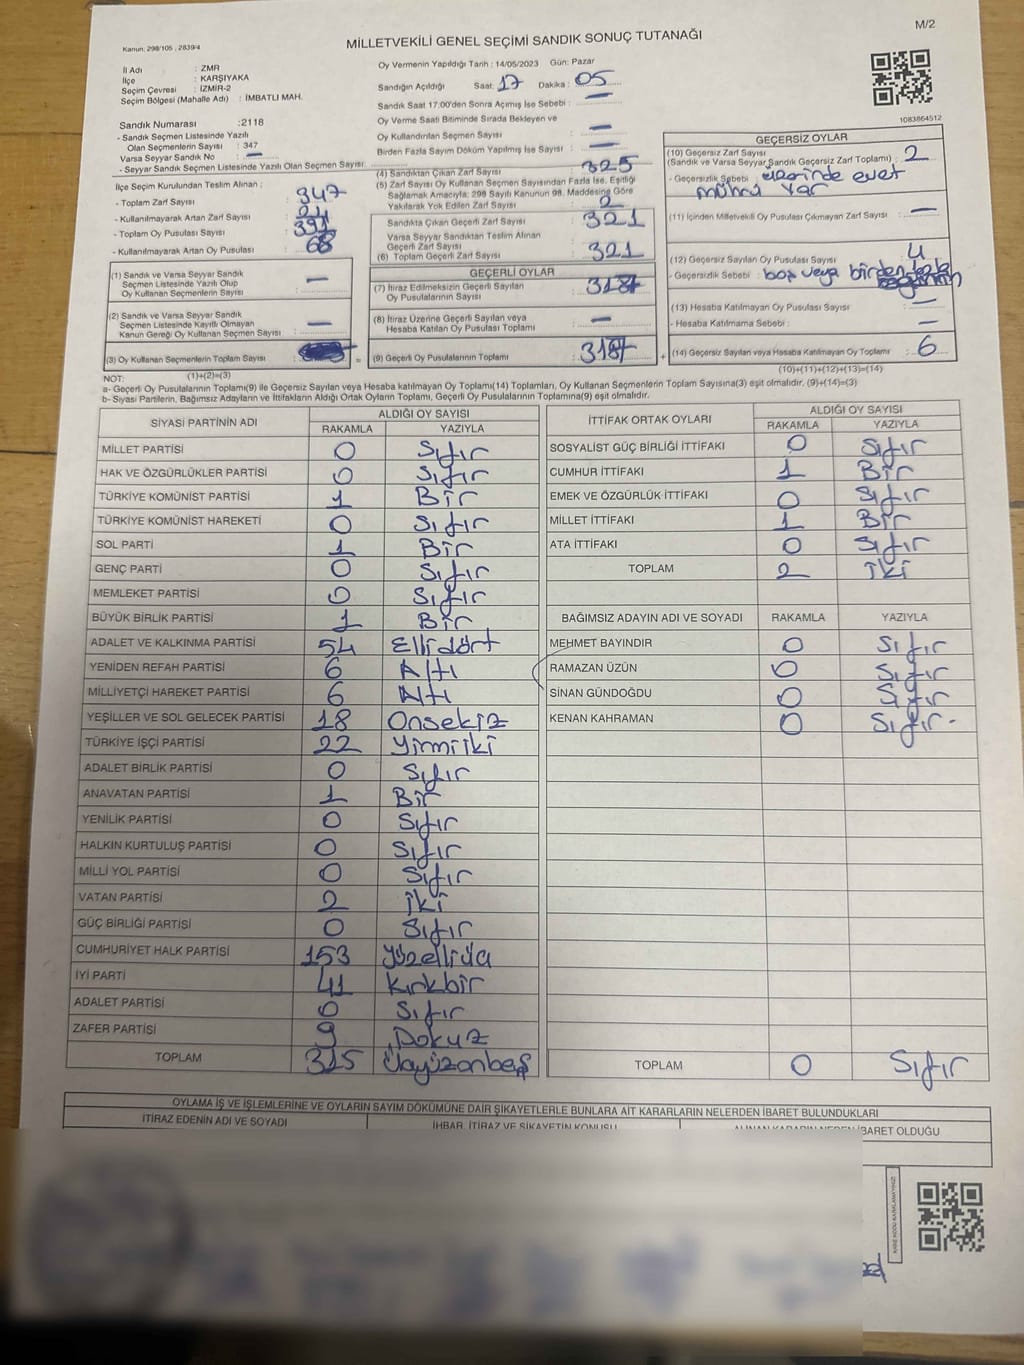 M/2
Kanun: 298/105 , 2839/4
MİLLETVEKİLİ GENEL SEÇİMİ SANDIK SONUÇ TUTANAĞI
İl Adı : ZMR
İlçe : KARŞIYAKA
Seçim Çevresi : İZMİR-2
Seçim Bölgesi (Mahalle Adı) : İMBATLI MAH.
Sandık Numarası :2118
- Sandık Seçmen Listesinde Yazılı
Olan Seçmenlerin Sayısı : 347
Varsa Seyyar Sandık No : —
- Seyyar Sandık Seçmen Listesinde Yazılı Olan Seçmen Sayısı :
İlçe Seçim Kurulundan Teslim Alınan ;
- Toplam Zarf Sayısı : 347
- Kullanılmayarak Artan Zarf Sayısı :
- Toplam Oy Pusulası Sayısı :
- Kullanılmayarak Artan Oy Pusulası : 68
Oy Vermenin Yapıldığı Tarih : 14/05/2023 Gün: Pazar
Sandığın Açıldığı Saat: 17 Dakika : 05
Sandık Saat 17.00'den Sonra Açılmış İse Sebebi : —
Oy Verme Saati Bitiminde Sırada Bekleyen ve
Oy Kullandırılan Seçmen Sayısı : —
Birden Fazla Sayım Döküm Yapılmış İse Sayısı : —
(4) Sandıktan Çıkan Zarf Sayısı : 325
(5) Zarf Sayısı Oy Kullanan Seçmen Sayısından Fazla İse, Eşitliği
Sağlamak Amacıyla; 298 Sayılı Kanunun 98. Maddesine Göre
Yakılarak Yok Edilen Zarf Sayısı : 2
Sandıkta Çıkan Geçerli Zarf Sayısı : 321
Varsa Seyyar Sandıktan Teslim Alınan
Geçerli Zarf Sayısı
(6) Toplam Geçerli Zarf Sayısı : 321
1083864512
GEÇERSİZ OYLAR
(10) Geçersiz Zarf Sayısı : 2
(Sandık ve Varsa Seyyar Sandık Geçersiz Zarf Toplamı)
- Geçersizlik Sebebi : üzerinde evet
mührü var
(11) İçinden Milletvekili Oy Pusulası Çıkmayan Zarf Sayısı : —
(12) Geçersiz Sayılan Oy Pusulası Sayısı : 4
- Geçersizlik Sebebi : boş veya birden fazla
(13) Hesaba Katılmayan Oy Pusulası Sayısı : —
- Hesaba Katılmama Sebebi : —
(14) Geçersiz Sayılan veya Hesaba Katılmayan Oy Toplamı : 6
(10)+(11)+(12)+(13)=(14)
(1) Sandık ve Varsa Seyyar Sandık
Seçmen Listesinde Yazılı Olup
Oy Kullanan Seçmenlerin Sayısı : —
(2) Sandık ve Varsa Seyyar Sandık
Seçmen Listesinde Kayıtlı Olmayan
Kanun Gereği Oy Kullanan Seçmen Sayısı : —
(3) Oy Kullanan Seçmenlerin Toplam Sayısı :
(1)+(2)=(3)
GEÇERLİ OYLAR
(7) İtiraz Edilmeksizin Geçerli Sayılan
Oy Pusulalarının Sayısı :
(8) İtiraz Üzerine Geçerli Sayılan veya
Hesaba Katılan Oy Pusulası Toplamı : —
(9) Geçerli Oy Pusulalarının Toplamı :
NOT:
a- Geçerli Oy Pusulalarının Toplamı(9) ile Geçersiz Sayılan veya Hesaba katılmayan Oy Toplamı(14) Toplamları, Oy Kullanan Seçmenlerin Toplam Sayısına(3) eşit olmalıdır. (9)+(14)=(3)
b- Siyasi Partilerin, Bağımsız Adayların ve İttifakların Aldığı Ortak Oyların Toplamı, Geçerli Oy Pusulalarının Toplamına(9) eşit olmalıdır.
SİYASİ PARTİNİN ADI ALDIĞI OY SAYISI
RAKAMLA YAZIYLA
MİLLET PARTİSİ 0 Sıfır
HAK VE ÖZGÜRLÜKLER PARTİSİ 0 Sıfır
TÜRKİYE KOMÜNİST PARTİSİ 1 Bir
TÜRKİYE KOMÜNİST HAREKETİ 0 Sıfır
SOL PARTİ 1 Bir
GENÇ PARTİ 0 Sıfır
MEMLEKET PARTİSİ 0 Sıfır
BÜYÜK BİRLİK PARTİSİ 1 Bir
ADALET VE KALKINMA PARTİSİ 54 Ellidört
YENİDEN REFAH PARTİSİ 6 Altı
MİLLİYETÇİ HAREKET PARTİSİ 6 Altı
YEŞİLLER VE SOL GELECEK PARTİSİ 18 Onsekiz
TÜRKİYE İŞÇİ PARTİSİ 22 Yirmiiki
ADALET BİRLİK PARTİSİ 0 Sıfır
ANAVATAN PARTİSİ 1 Bir
YENİLİK PARTİSİ 0 Sıfır
HALKIN KURTULUŞ PARTİSİ 0 Sıfır
MİLLİ YOL PARTİSİ 0 Sıfır
VATAN PARTİSİ 2 İki
GÜÇ BİRLİĞİ PARTİSİ 0 Sıfır
CUMHURİYET HALK PARTİSİ 153
İYİ PARTİ 41 Kırkbir
ADALET PARTİSİ 0 Sıfır
ZAFER PARTİSİ 9 Dokuz
TOPLAM 315 Üçyüzonbeş
İTTİFAK ORTAK OYLARI ALDIĞI OY SAYISI
RAKAMLA YAZIYLA
SOSYALİST GÜÇ BİRLİĞİ İTTİFAKI 0 Sıfır
CUMHUR İTTİFAKI 1 Bir
EMEK VE ÖZGÜRLÜK İTTİFAKI 0 Sıfır
MİLLET İTTİFAKI 1 Bir
ATA İTTİFAKI 0 Sıfır
TOPLAM 2 İki
BAĞIMSIZ ADAYIN ADI VE SOYADI RAKAMLA YAZIYLA
MEHMET BAYINDIR 0 Sıfır
RAMAZAN ÜZÜN 0 Sıfır
SİNAN GÜNDOĞDU 0 Sıfır
KENAN KAHRAMAN 0 Sıfır
TOPLAM 0 Sıfır
OYLAMA İŞ VE İŞLEMLERİNE VE OYLARIN SAYIM DÖKÜMÜNE DAİR ŞİKAYETLERLE BUNLARA AİT KARARLARIN NELERDEN İBARET BULUNDUKLARI
İTİRAZ EDENİN ADI VE SOYADI İHBAR, İTİRAZ VE ŞİKAYETİN KONUSU ALINAN KARARIN NEDEN İBARET OLDUĞU